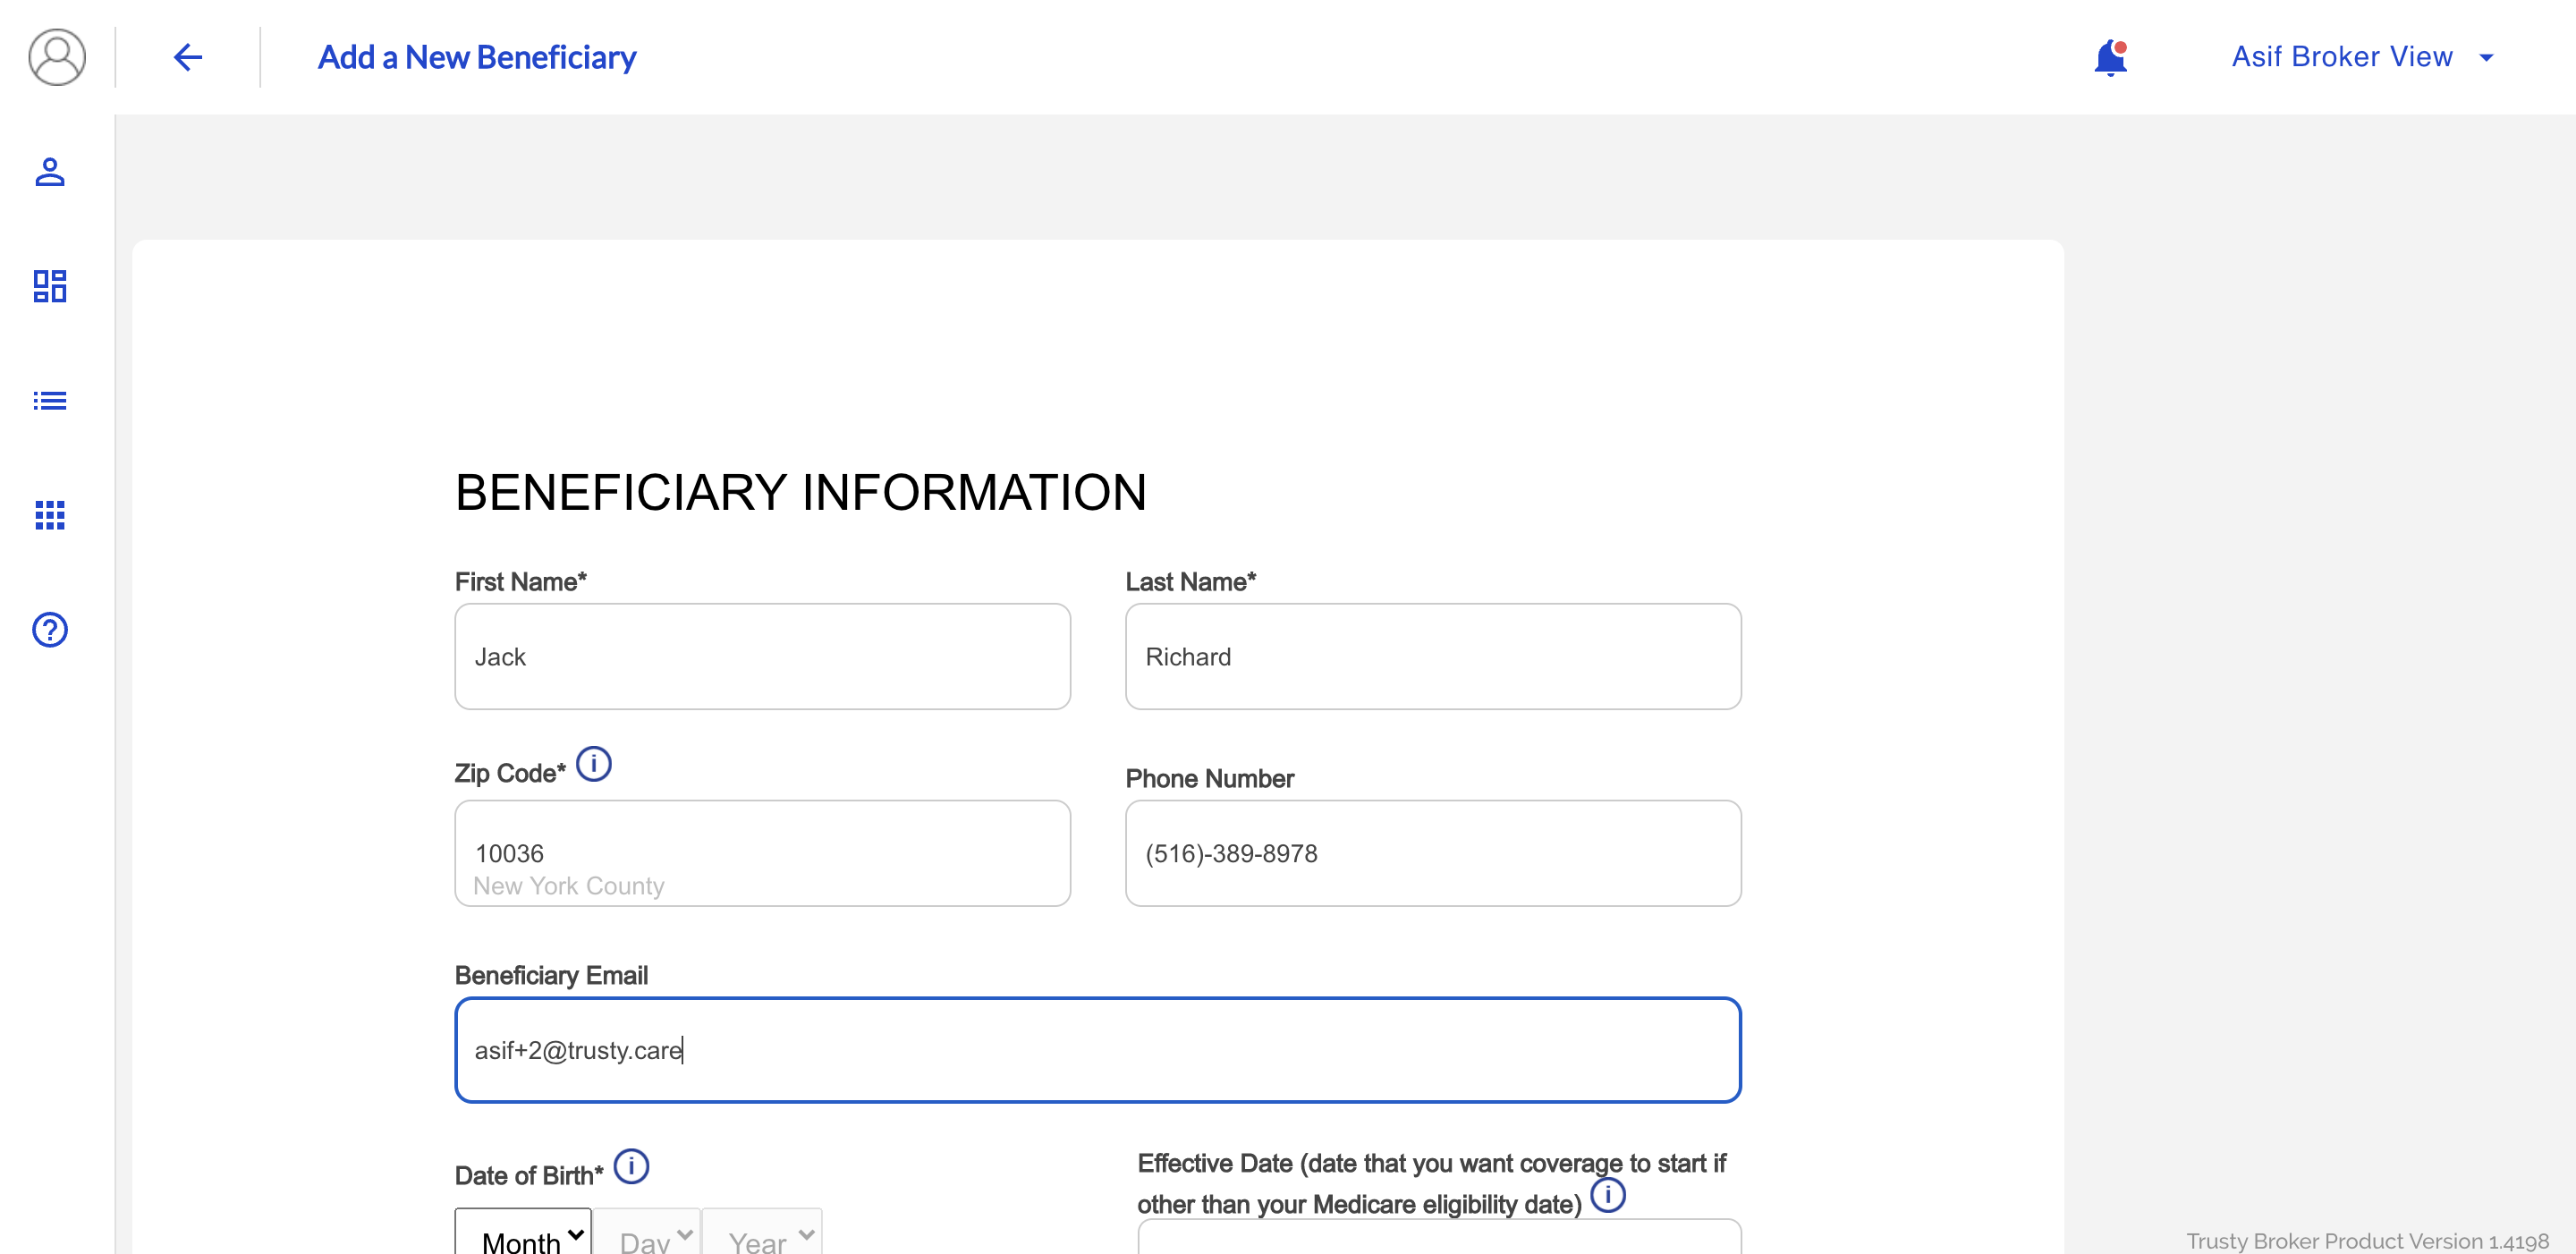 Add a New Beneficiary
Asif Broker View
BENEFICIARY INFORMATION
First Name*
Last Name*
Jack
Richard
Zip Code*
Phone Number
10036
New York County
(516)-389-8978
Beneficiary Email
asif+2@trusty.care
Date of Birth*
Effective Date (date that you want coverage to start if
other than your Medicare eligibility date)
Month
Day
Year
Trusty Broker Product Version 1.4198